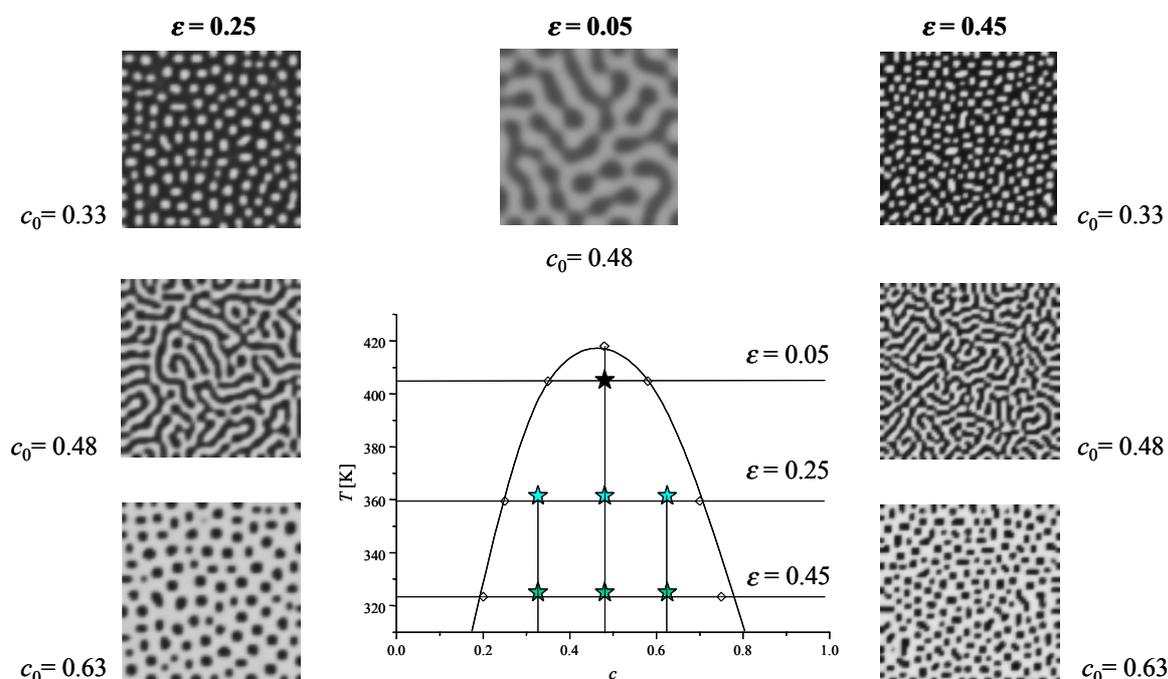 ε = 0.25
ε = 0.05
ε = 0.45
c0= 0.33
c0= 0.33
c0= 0.48
c0= 0.48
c0= 0.48
c0= 0.63
c0= 0.63
T [K]
420
400
380
360
340
320
ε = 0.05
ε = 0.25
ε = 0.45
0.0 0.2 0.4 0.6 0.8 1.0
c